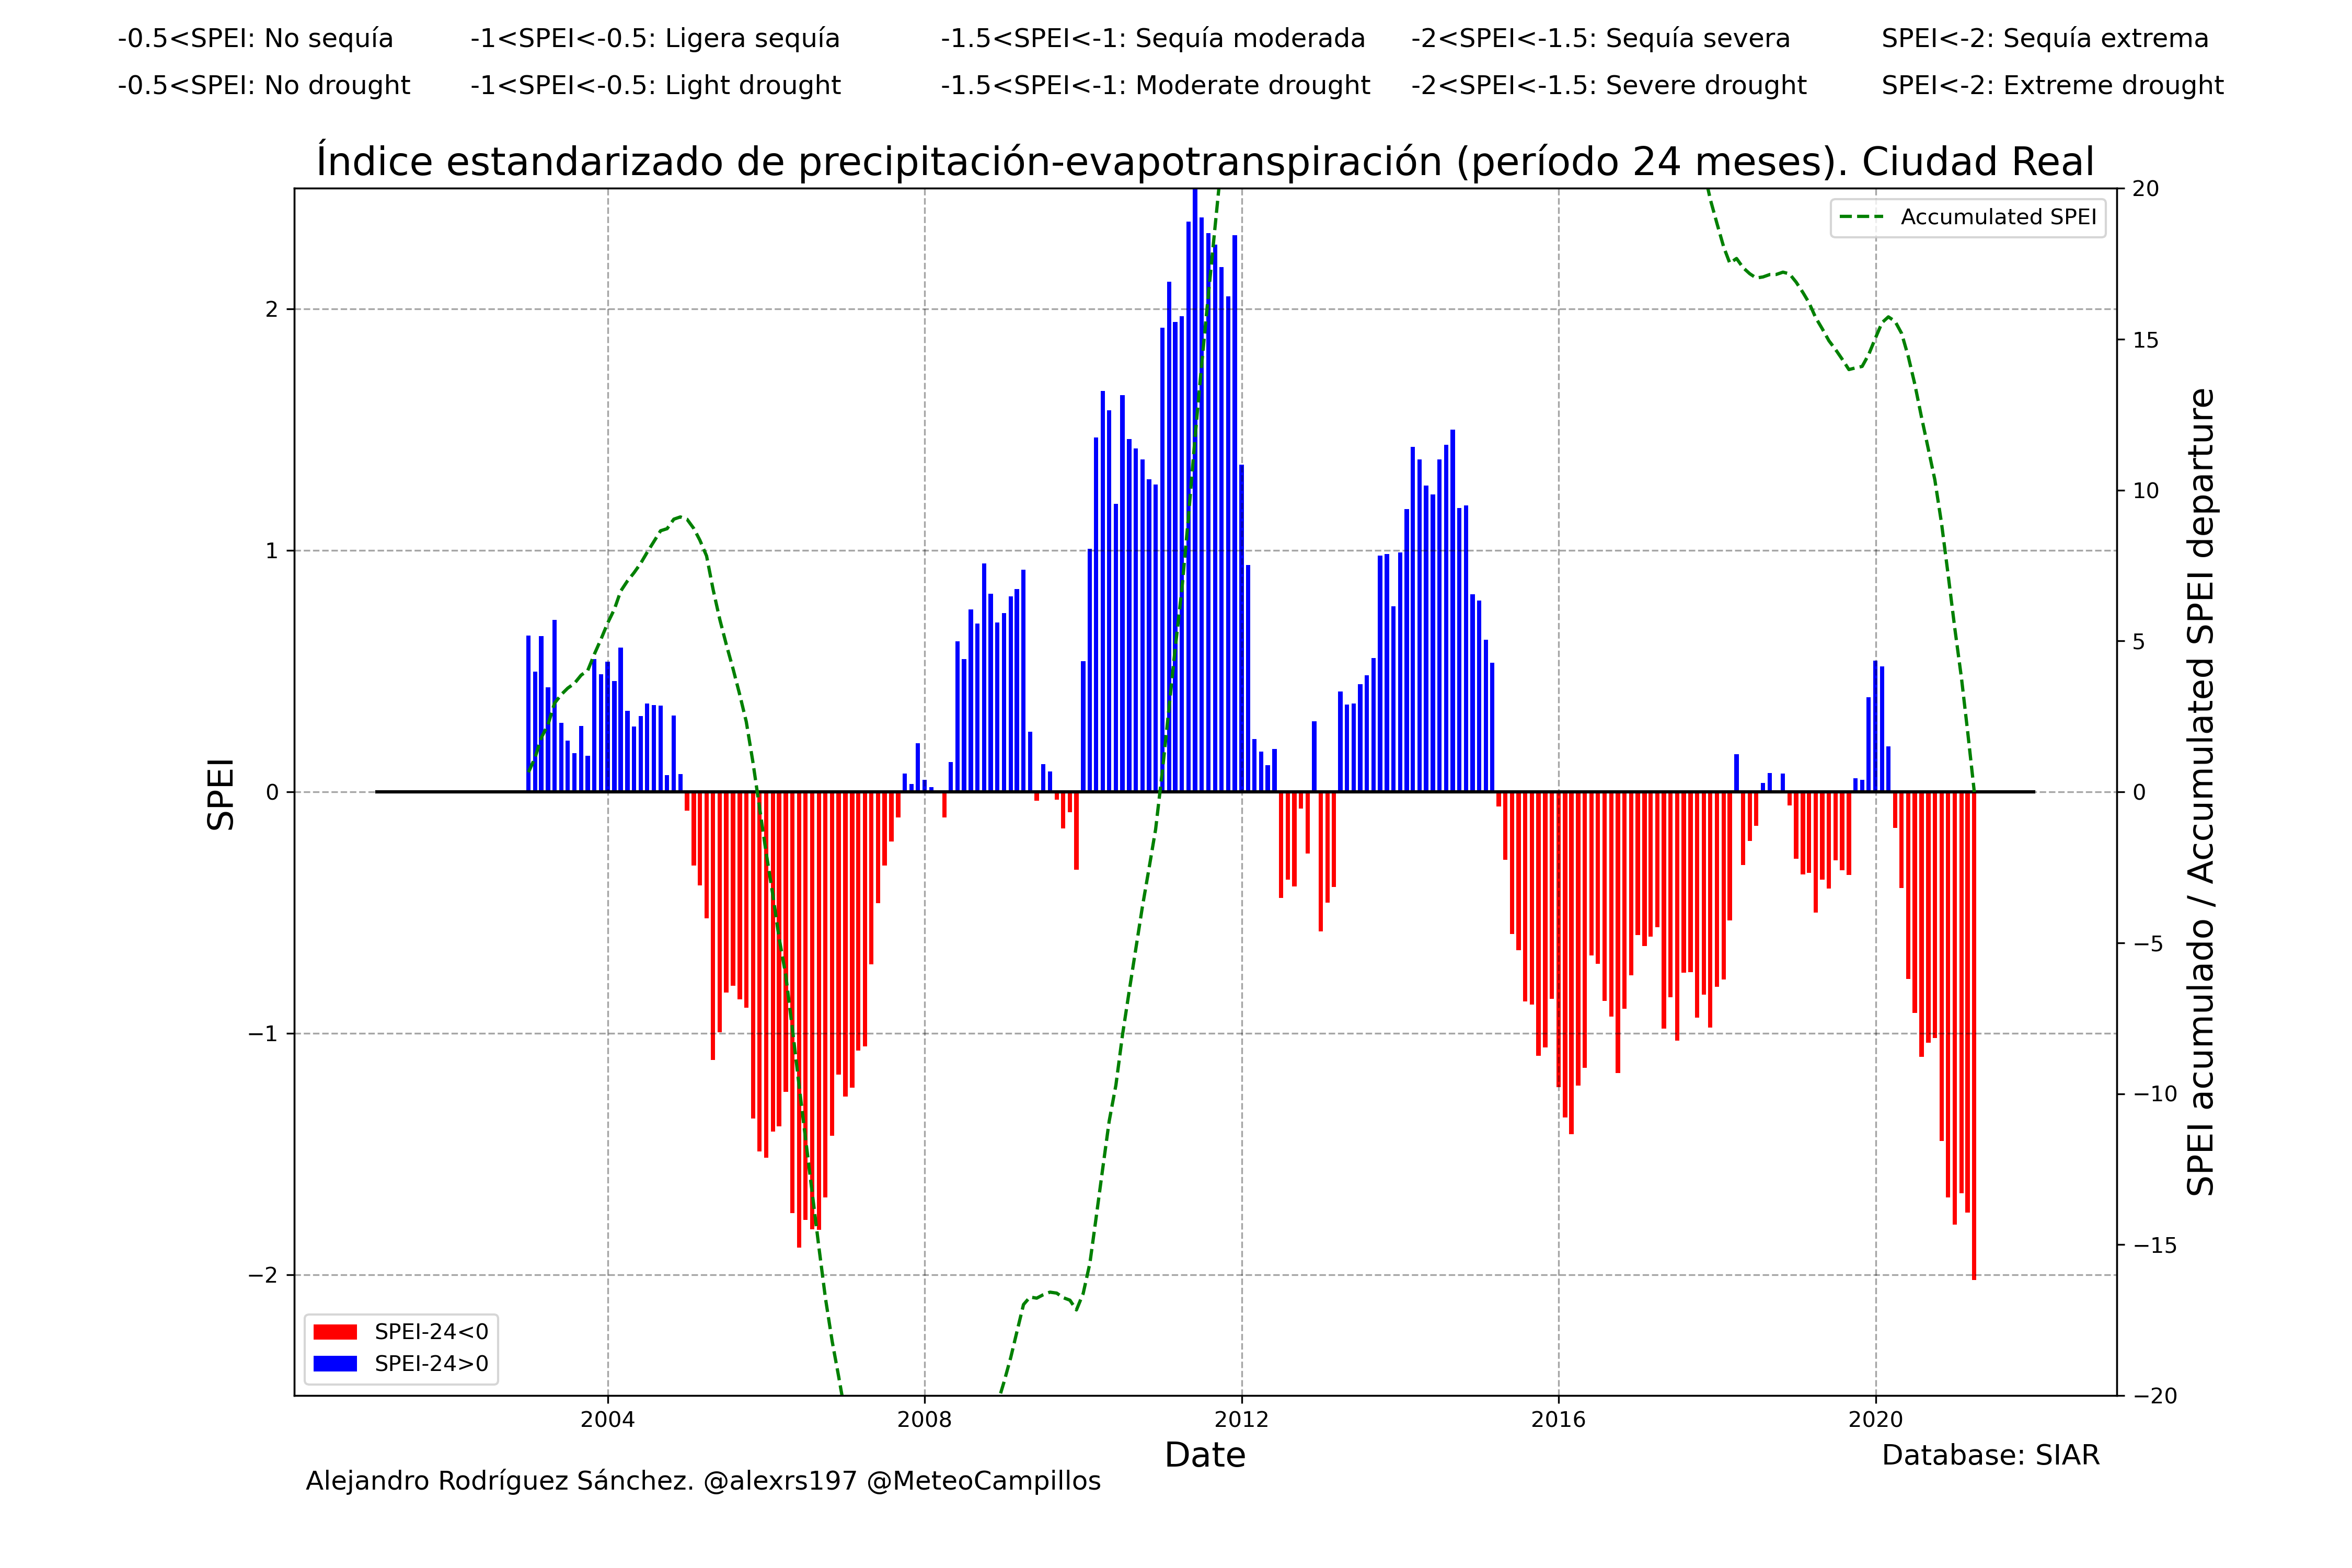 -0.5<SPEI: No sequía -1<SPEI<-0.5: Ligera sequía -1.5<SPEI<-1: Sequía moderada -2<SPEI<-1.5: Sequía severa SPEI<-2: Sequía extrema
-0.5<SPEI: No drought -1<SPEI<-0.5: Light drought -1.5<SPEI<-1: Moderate drought -2<SPEI<-1.5: Severe drought SPEI<-2: Extreme drought
Índice estandarizado de precipitación-evapotranspiración (período 24 meses). Ciudad Real
Accumulated SPEI
SPEI
2
1
0
−1
−2
20
15
10
5
0
−5
−10
−15
−20
SPEI acumulado / Accumulated SPEI departure
SPEI-24<0
SPEI-24>0
2004 2008 2012 2016 2020
Date
Database: SIAR
Alejandro Rodríguez Sánchez. @alexrs197 @MeteoCampillos